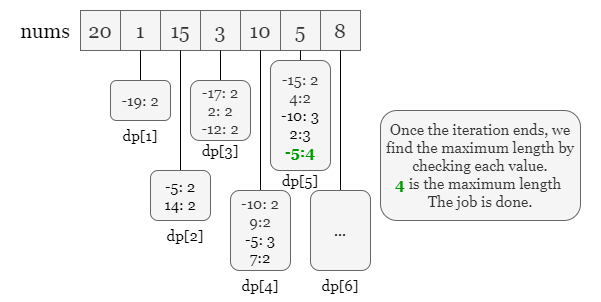 nums 20 1 15 3 10 5 8
-19: 2
dp[1]
-5: 2
14: 2
dp[2]
-17: 2
2: 2
-12: 2
dp[3]
-10: 2
9:2
-5: 3
7:2
dp[4]
-15: 2
4:2
-10: 3
2:3
-5:4
dp[5]
...
dp[6]
Once the iteration ends, we
find the maximum length by
checking each value.
4 is the maximum length
The job is done.